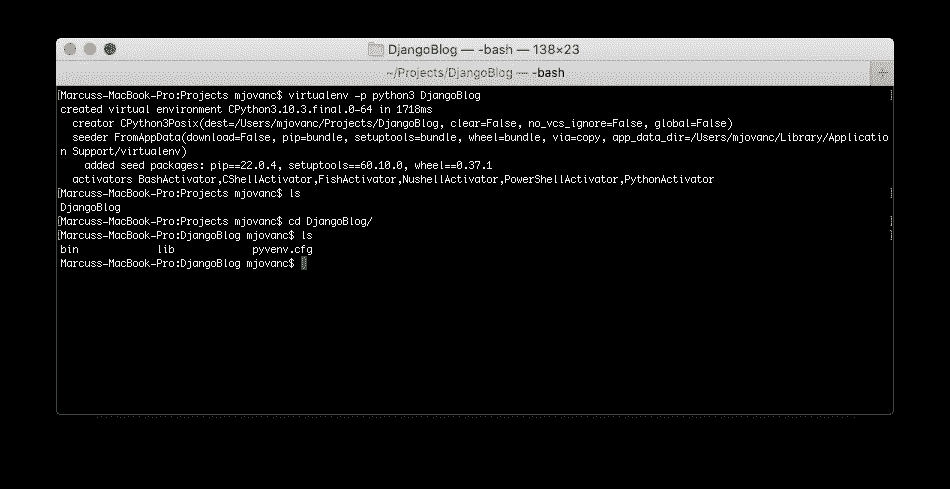 DjangoBlog — -bash — 138×23
~/Projects/DjangoBlog — -bash
+
[Marcuss-MacBook-Pro:Projects mjovanc$ virtualenv -p python3 DjangoBlog
created virtual environment CPython3.10.3.final.0-64 in 1718ms
  creator CPython3Posix(dest=/Users/mjovanc/Projects/DjangoBlog, clear=False, no_vcs_ignore=False, global=False)
  seeder FromAppData(download=False, pip=bundle, setuptools=bundle, wheel=bundle, via=copy, app_data_dir=/Users/mjovanc/Library/Applicatio
n Support/virtualenv)
    added seed packages: pip==22.0.4, setuptools==60.10.0, wheel==0.37.1
  activators BashActivator,CShellActivator,FishActivator,NushellActivator,PowerShellActivator,PythonActivator
[Marcuss-MacBook-Pro:Projects mjovanc$ ls
DjangoBlog
[Marcuss-MacBook-Pro:Projects mjovanc$ cd DjangoBlog/
[Marcuss-MacBook-Pro:DjangoBlog mjovanc$ ls
bin lib pyvenv.cfg
Marcuss-MacBook-Pro:DjangoBlog mjovanc$